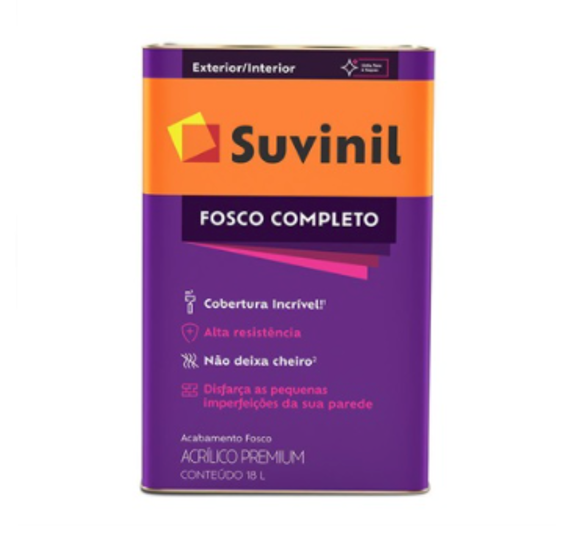 Exterior/Interior
Suvinil
FOSCO COMPLETO
Cobertura Incrível!¹
Alta resistência
Não deixa cheiro²
Disfarça as pequenas
imperfeições da sua parede
Acabamento Fosco
ACRÍLICO PREMIUM
CONTEÚDO 18 L